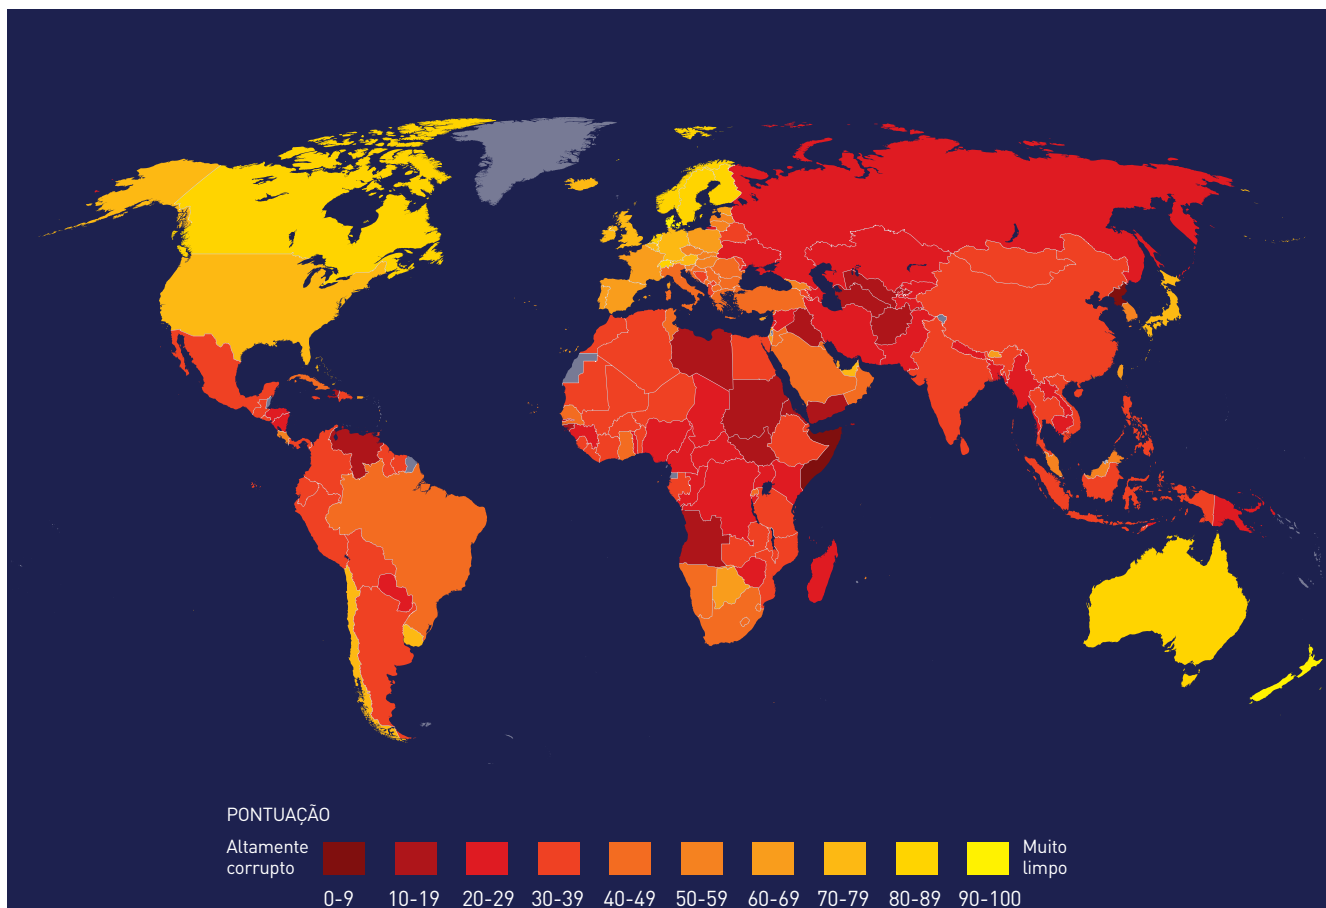 PONTUAÇÃO
Altamente
corrupto
Muito
limpo
0-9 10-19 20-29 30-39 40-49 50-59 60-69 70-79 80-89 90-100